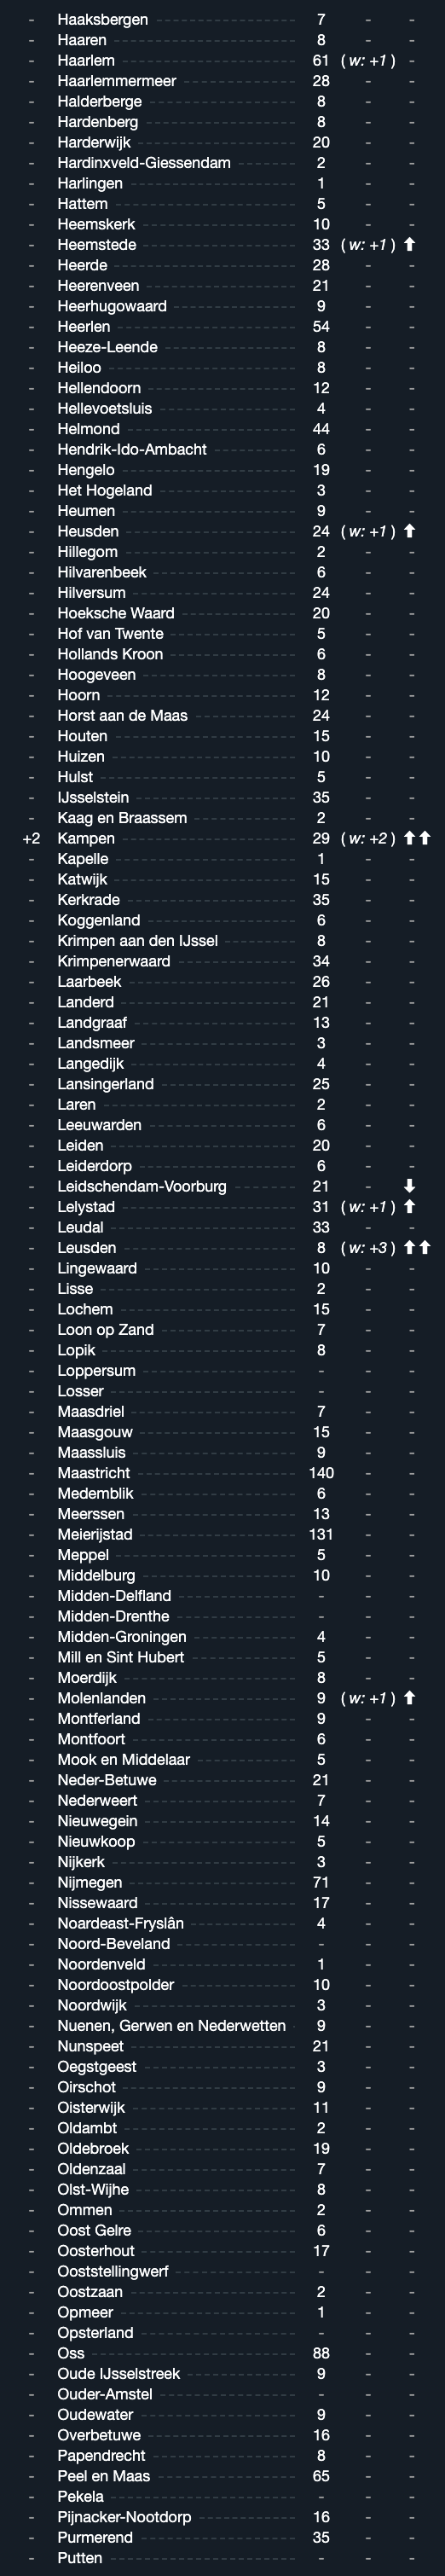 - Haaksbergen 7 - -
- Haaren 8 - -
- Haarlem 61 ( w: +1 ) -
- Haarlemmermeer 28 - -
- Halderberge 8 - -
- Hardenberg 8 - -
- Harderwijk 20 - -
- Hardinxveld-Giessendam 2 - -
- Harlingen 1 - -
- Hattem 5 - -
- Heemskerk 10 - -
- Heemstede 33 ( w: +1 ) ⬆
- Heerde 28 - -
- Heerenveen 21 - -
- Heerhugowaard 9 - -
- Heerlen 54 - -
- Heeze-Leende 8 - -
- Heiloo 8 - -
- Hellendoorn 12 - -
- Hellevoetsluis 4 - -
- Helmond 44 - -
- Hendrik-Ido-Ambacht 6 - -
- Hengelo 19 - -
- Het Hogeland 3 - -
- Heumen 9 - -
- Heusden 24 ( w: +1 ) ⬆
- Hillegom 2 - -
- Hilvarenbeek 6 - -
- Hilversum 24 - -
- Hoeksche Waard 20 - -
- Hof van Twente 5 - -
- Hollands Kroon 6 - -
- Hoogeveen 8 - -
- Hoorn 12 - -
- Horst aan de Maas 24 - -
- Houten 15 - -
- Huizen 10 - -
- Hulst 5 - -
- IJsselstein 35 - -
- Kaag en Braassem 2 - -
+2 Kampen 29 ( w: +2 ) ⬆⬆
- Kapelle 1 - -
- Katwijk 15 - -
- Kerkrade 35 - -
- Koggenland 6 - -
- Krimpen aan den IJssel 8 - -
- Krimpenerwaard 34 - -
- Laarbeek 26 - -
- Landerd 21 - -
- Landgraaf 13 - -
- Landsmeer 3 - -
- Langedijk 4 - -
- Lansingerland 25 - -
- Laren 2 - -
- Leeuwarden 6 - -
- Leiden 20 - -
- Leiderdorp 6 - -
- Leidschendam-Voorburg 21 - ⬇
- Lelystad 31 ( w: +1 ) ⬆
- Leudal 33 - -
- Leusden 8 ( w: +3 ) ⬆⬆
- Lingewaard 10 - -
- Lisse 2 - -
- Lochem 15 - -
- Loon op Zand 7 - -
- Lopik 8 - -
- Loppersum - - -
- Losser - - -
- Maasdriel 7 - -
- Maasgouw 15 - -
- Maassluis 9 - -
- Maastricht 140 - -
- Medemblik 6 - -
- Meerssen 13 - -
- Meierijstad 131 - -
- Meppel 5 - -
- Middelburg 10 - -
- Midden-Delfland - - -
- Midden-Drenthe - - -
- Midden-Groningen 4 - -
- Mill en Sint Hubert 5 - -
- Moerdijk 8 - -
- Molenlanden 9 ( w: +1 ) ⬆
- Montferland 9 - -
- Montfoort 6 - -
- Mook en Middelaar 5 - -
- Neder-Betuwe 21 - -
- Nederweert 7 - -
- Nieuwegein 14 - -
- Nieuwkoop 5 - -
- Nijkerk 3 - -
- Nijmegen 71 - -
- Nissewaard 17 - -
- Noardeast-Fryslân 4 - -
- Noord-Beveland - - -
- Noordenveld 1 - -
- Noordoostpolder 10 - -
- Noordwijk 3 - -
- Nuenen, Gerwen en Nederwetten 9 - -
- Nunspeet 21 - -
- Oegstgeest 3 - -
- Oirschot 9 - -
- Oisterwijk 11 - -
- Oldambt 2 - -
- Oldebroek 19 - -
- Oldenzaal 7 - -
- Olst-Wijhe 8 - -
- Ommen 2 - -
- Oost Gelre 6 - -
- Oosterhout 17 - -
- Ooststellingwerf - - -
- Oostzaan 2 - -
- Opmeer 1 - -
- Opsterland - - -
- Oss 88 - -
- Oude IJsselstreek 9 - -
- Ouder-Amstel - - -
- Oudewater 9 - -
- Overbetuwe 16 - -
- Papendrecht 8 - -
- Peel en Maas 65 - -
- Pekela - - -
- Pijnacker-Nootdorp 16 - -
- Purmerend 35 - -
- Putten - - -